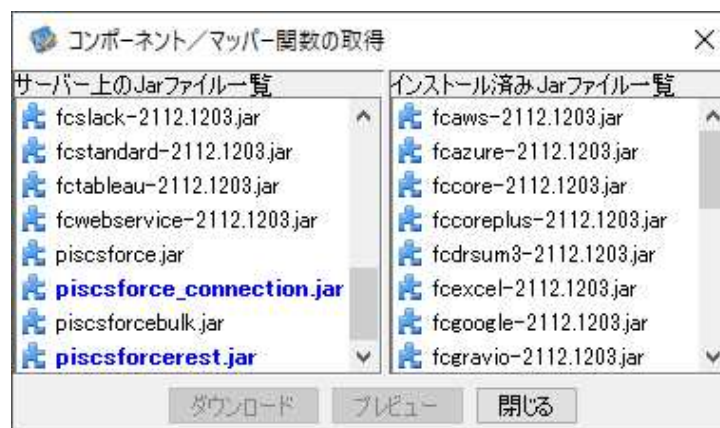 コンポーネント／マッパー関数の取得
サーバー上のJarファイル一覧
fcslack-2112.1203.jar
fcstandard-2112.1203.jar
fctableau-2112.1203.jar
fcwebservice-2112.1203.jar
piscsforce.jar
piscsforce_connection.jar
piscsforcebulk.jar
piscsforcerest.jar
インストール済みJarファイル一覧
fcaws-2112.1203.jar
fcazure-2112.1203.jar
fccore-2112.1203.jar
fccoreplus-2112.1203.jar
fcdrsum3-2112.1203.jar
fcexcel-2112.1203.jar
fcgoogle-2112.1203.jar
fcgravio-2112.1203.jar
ダウンロード
プレビュー
閉じる